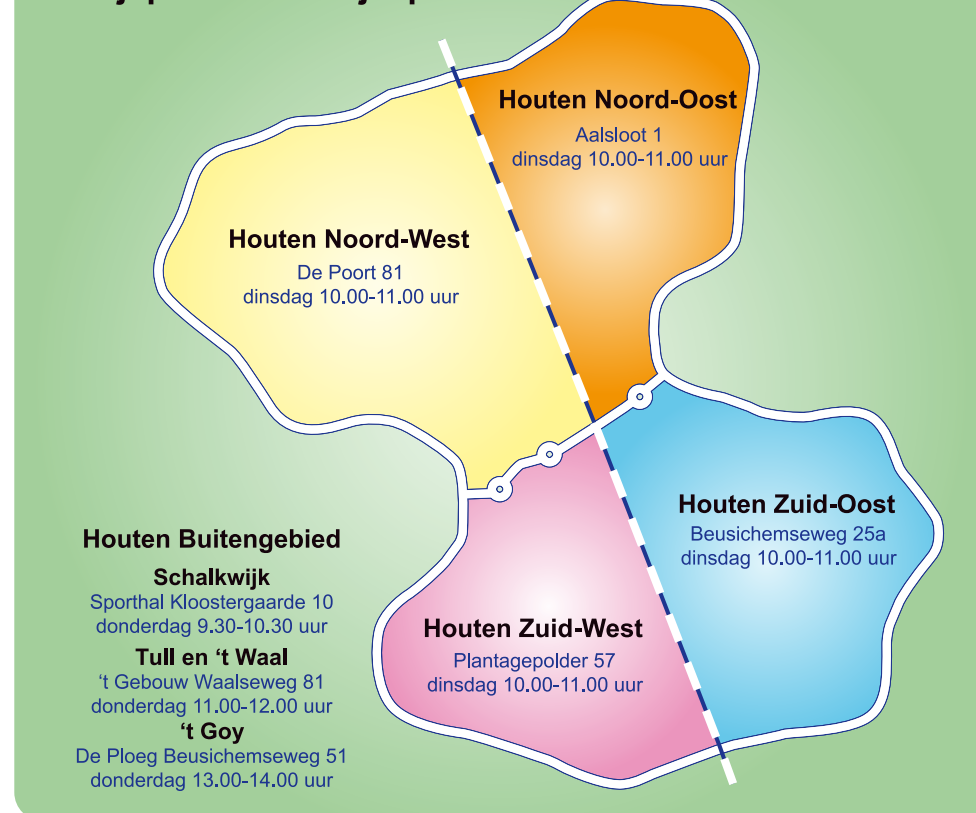 Houten Noord-Oost
Aalsloot 1
dinsdag 10.00-11.00 uur
Houten Noord-West
De Poort 81
dinsdag 10.00-11.00 uur
Houten Zuid-Oost
Beusichemseweg 25a
dinsdag 10.00-11.00 uur
Houten Zuid-West
Plantagepolder 57
dinsdag 10.00-11.00 uur
Houten Buitengebied
Schalkwijk
Sporthal Kloostergaarde 10
donderdag 9.30-10.30 uur
Tull en ‘t Waal
‘t Gebouw Waalseweg 81
donderdag 11.00-12.00 uur
‘t Goy
De Ploeg Beusichemseweg 51
donderdag 13.00-14.00 uur